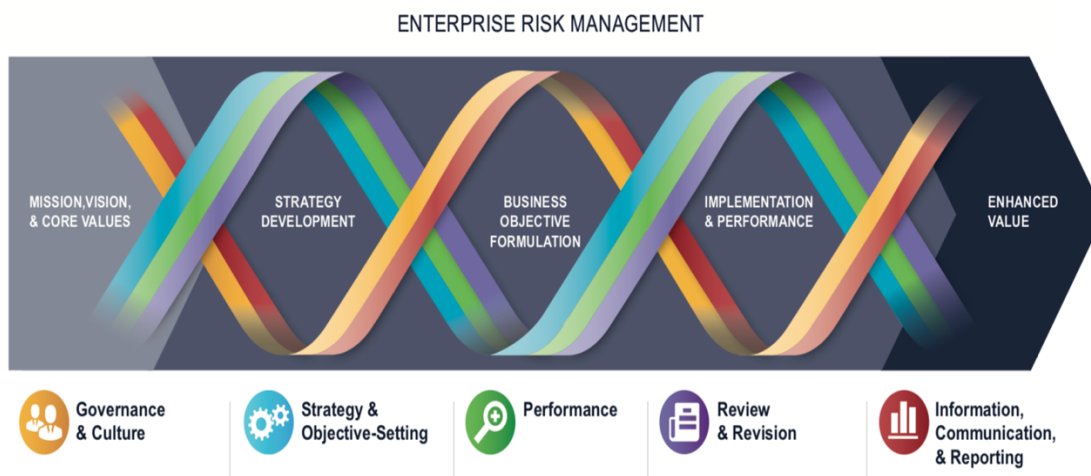 ENTERPRISE RISK MANAGEMENT
MISSION,VISION,
& CORE VALUES
STRATEGY
DEVELOPMENT
BUSINESS
OBJECTIVE
FORMULATION
IMPLEMENTATION
& PERFORMANCE
ENHANCED
VALUE
Governance
& Culture
Strategy &
Objective-Setting
Performance
Review
& Revision
Information,
Communication,
& Reporting